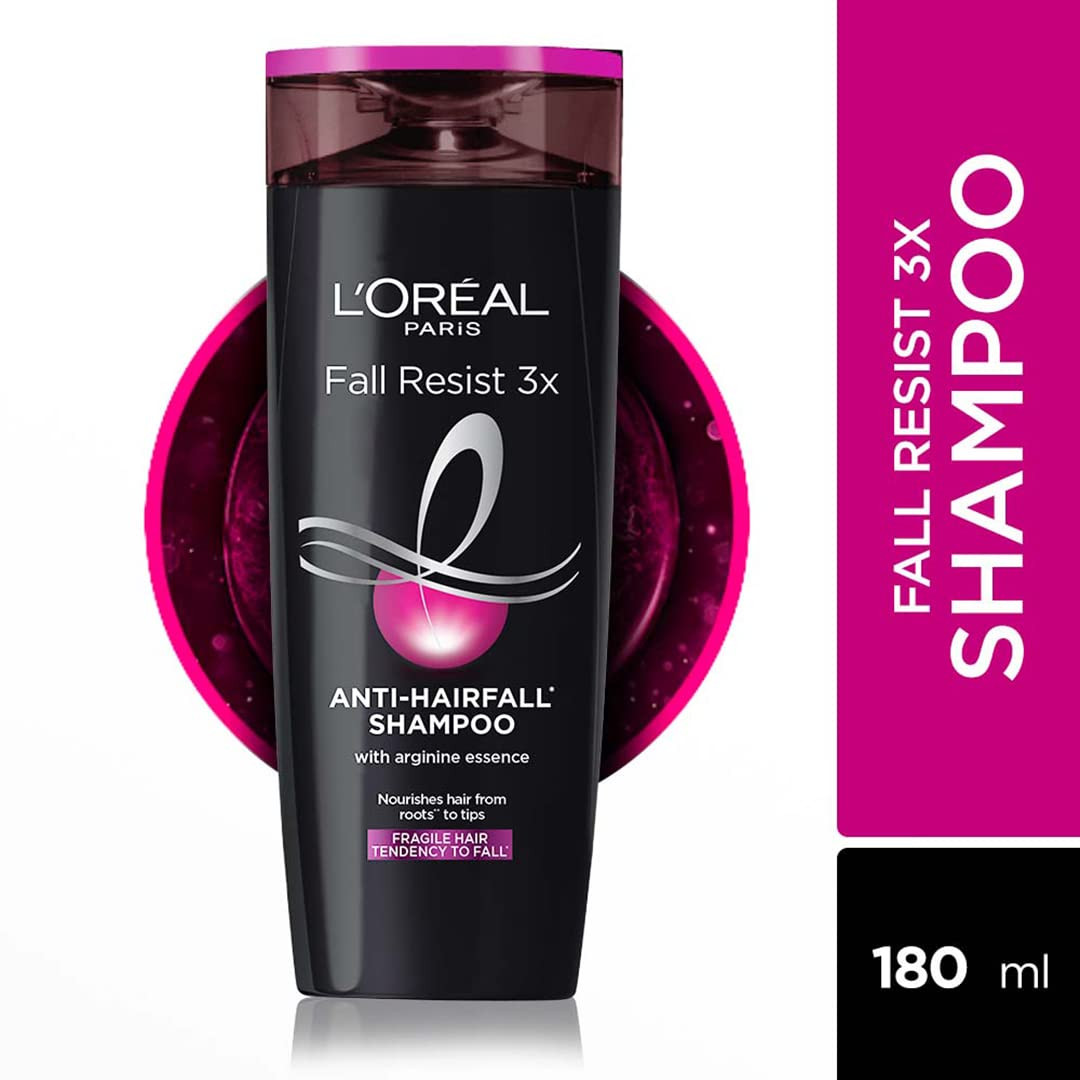 L'ORÉAL
PARiS
Fall Resist 3x
ANTI-HAIRFALL*
SHAMPOO
with arginine essence
Nourishes hair from
roots** to tips
FRAGILE HAIR
TENDENCY TO FALL*
FALL RESIST 3X
SHAMPOO
180 ml